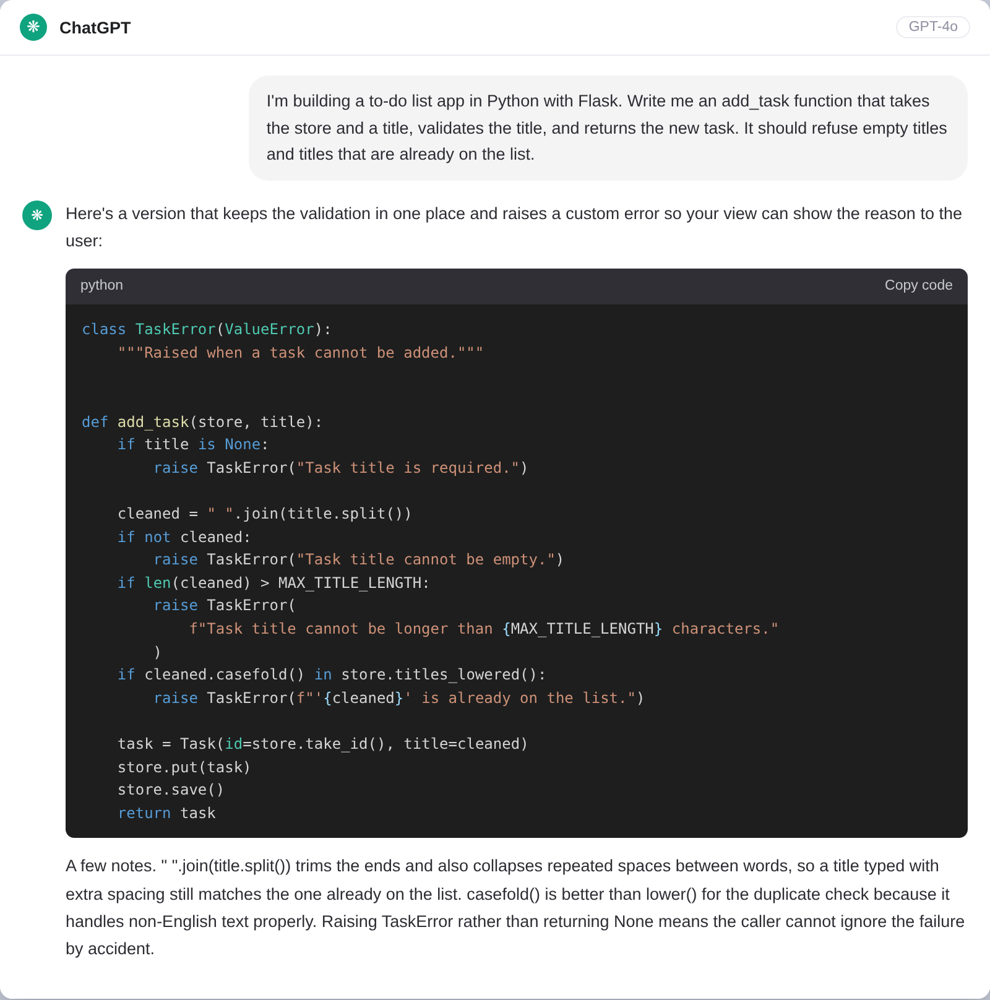 ChatGPT
GPT-4o
I'm building a to-do list app in Python with Flask. Write me an add_task function that takes
the store and a title, validates the title, and returns the new task. It should refuse empty titles
and titles that are already on the list.
Here's a version that keeps the validation in one place and raises a custom error so your view can show the reason to the
user:
python
Copy code
class TaskError(ValueError):
    """Raised when a task cannot be added."""
def add_task(store, title):
    if title is None:
        raise TaskError("Task title is required.")
    cleaned = " ".join(title.split())
    if not cleaned:
        raise TaskError("Task title cannot be empty.")
    if len(cleaned) > MAX_TITLE_LENGTH:
        raise TaskError(
            f"Task title cannot be longer than {MAX_TITLE_LENGTH} characters."
        )
    if cleaned.casefold() in store.titles_lowered():
        raise TaskError(f"'{cleaned}' is already on the list.")
    task = Task(id=store.take_id(), title=cleaned)
    store.put(task)
    store.save()
    return task
A few notes. " ".join(title.split()) trims the ends and also collapses repeated spaces between words, so a title typed with
extra spacing still matches the one already on the list. casefold() is better than lower() for the duplicate check because it
handles non-English text properly. Raising TaskError rather than returning None means the caller cannot ignore the failure
by accident.